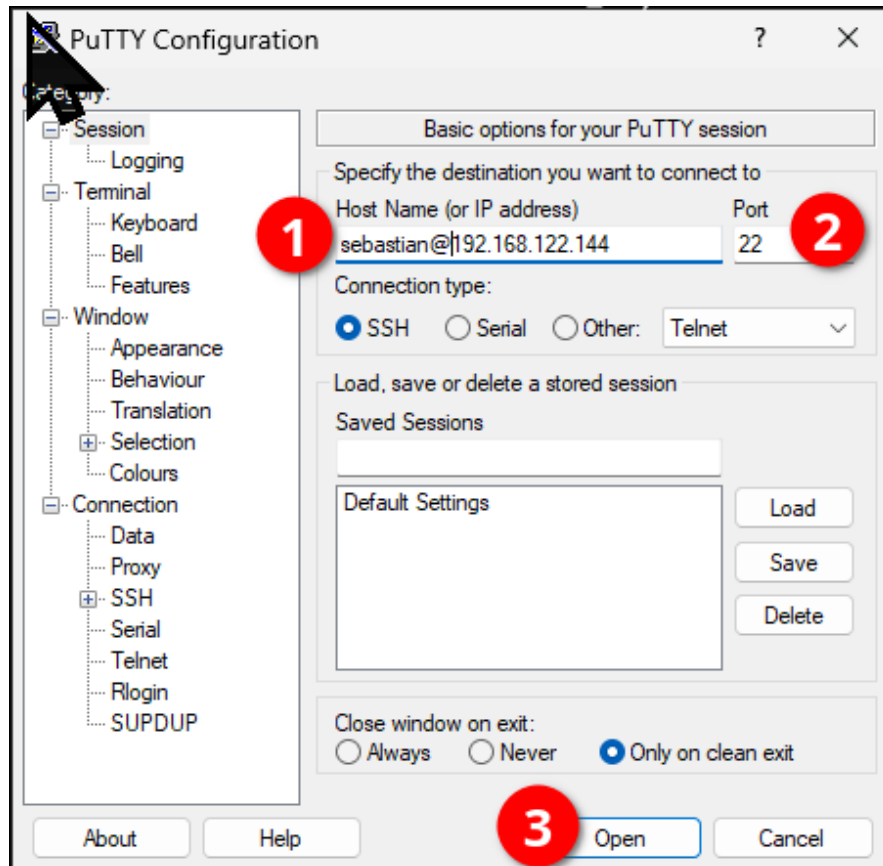 PuTTY Configuration
?
Category:
Session
Logging
Terminal
Keyboard
Bell
Features
Window
Appearance
Behaviour
Translation
Selection
Colours
Connection
Data
Proxy
SSH
Serial
Telnet
Rlogin
SUPDUP
Basic options for your PuTTY session
Specify the destination you want to connect to
Host Name (or IP address) Port
1 sebastian@192.168.122.144 22 2
Connection type:
SSH Serial Other: Telnet
Load, save or delete a stored session
Saved Sessions
Default Settings
Load
Save
Delete
Close window on exit:
Always Never Only on clean exit
About Help 3 Open Cancel